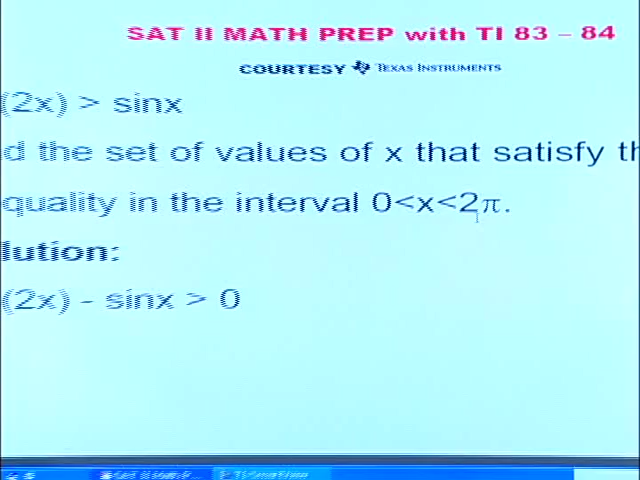 SAT II MATH PREP with TI 83 – 84
COURTESY TEXAS INSTRUMENTS
(2x) > sinx
d the set of values of x that satisfy th
quality in the interval 0<x<2π.
lution:
(2x) - sinx > 0